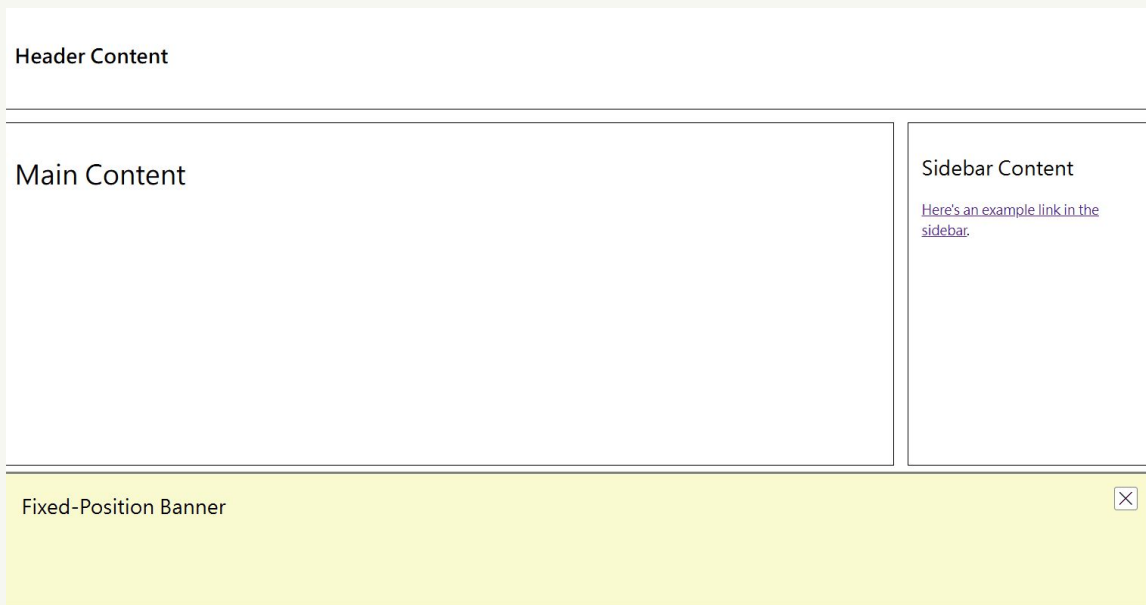 Header Content
Main Content
Sidebar Content
Here's an example link in the
sidebar.
Fixed-Position Banner